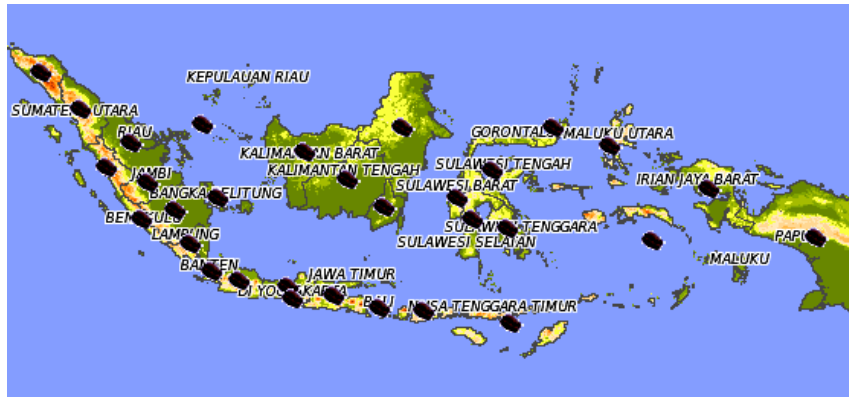 KEPULAUAN RIAU
SUMATERA UTARA
RIAU
GORONTALO
MALUKU UTARA
KALIMANTAN BARAT
JAMBI
KALIMANTAN TENGAH
SULAWESI TENGAH
BANGKA BELITUNG
SULAWESI BARAT
IRIAN JAYA BARAT
BENGKULU
LAMPUNG
SULAWESI TENGGARA
SULAWESI SELATAN
PAPUA
MALUKU
BANTEN
JAWA TIMUR
DI YOGYAKARTA
BALI
NUSA TENGGARA TIMUR